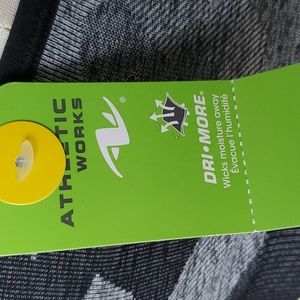 ATHLETIC
WORKS
®
DRI•MORE®
Wicks moisture away
Évacue l'humidité